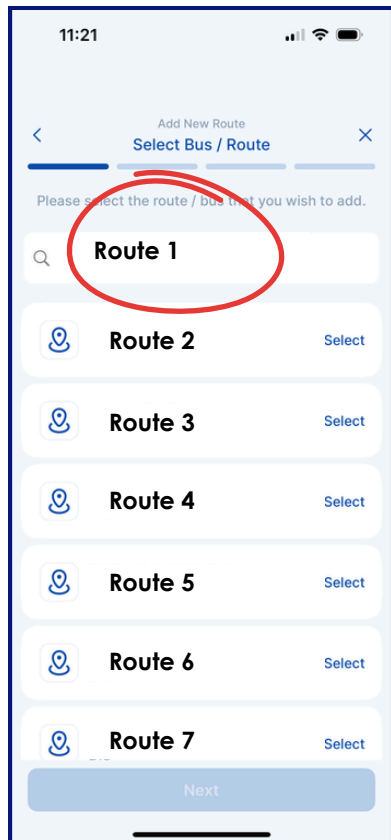 11:21
Add New Route
Select Bus / Route
Please select the route / bus that you wish to add.
Route 1
Route 2 Select
Route 3 Select
Route 4 Select
Route 5 Select
Route 6 Select
Route 7 Select
Next